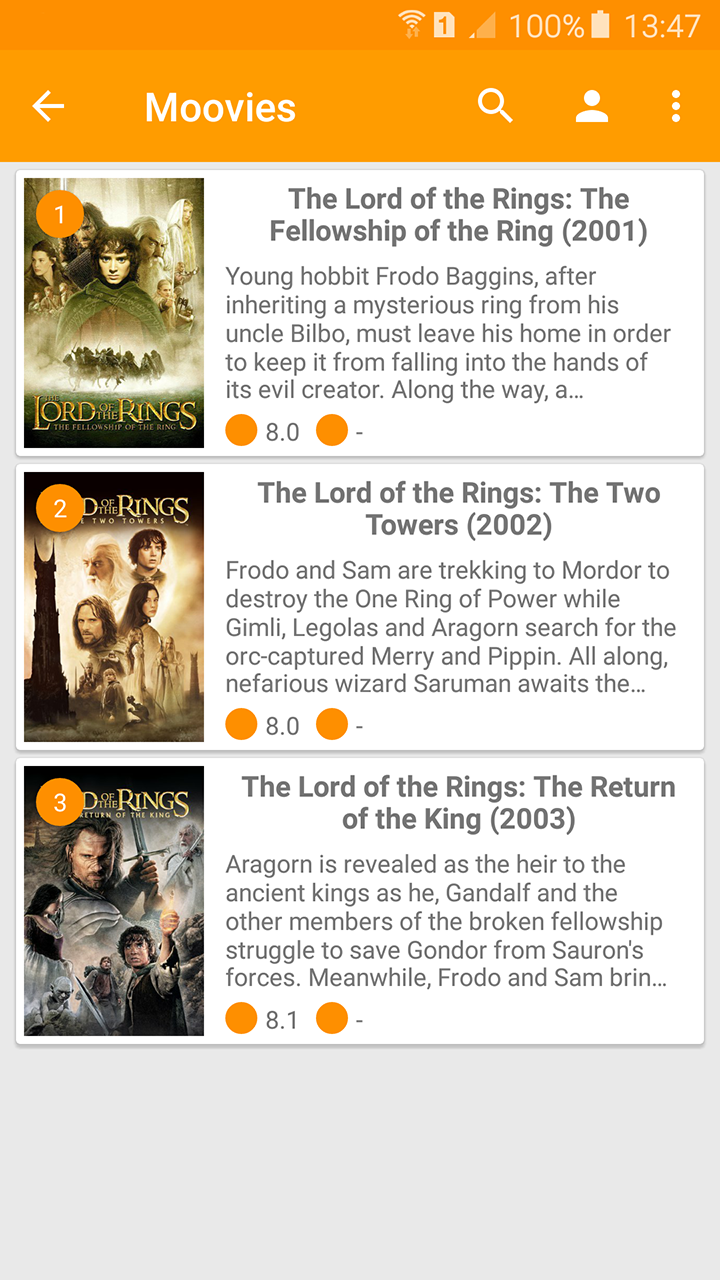 1 100% 13:47
Moovies
1
The Lord of the Rings: The
Fellowship of the Ring (2001)
Young hobbit Frodo Baggins, after
inheriting a mysterious ring from his
uncle Bilbo, must leave his home in order
to keep it from falling into the hands of
its evil creator. Along the way, a…
8.0 -
THE
LORD OF THE RINGS
THE FELLOWSHIP OF THE RING
2
D OF THE RINGS
E TWO TOWERS
The Lord of the Rings: The Two
Towers (2002)
Frodo and Sam are trekking to Mordor to
destroy the One Ring of Power while
Gimli, Legolas and Aragorn search for the
orc-captured Merry and Pippin. All along,
nefarious wizard Saruman awaits the…
8.0 -
3
D OF THE RINGS
RETURN OF THE KING
The Lord of the Rings: The Return
of the King (2003)
Aragorn is revealed as the heir to the
ancient kings as he, Gandalf and the
other members of the broken fellowship
struggle to save Gondor from Sauron's
forces. Meanwhile, Frodo and Sam brin…
8.1 -